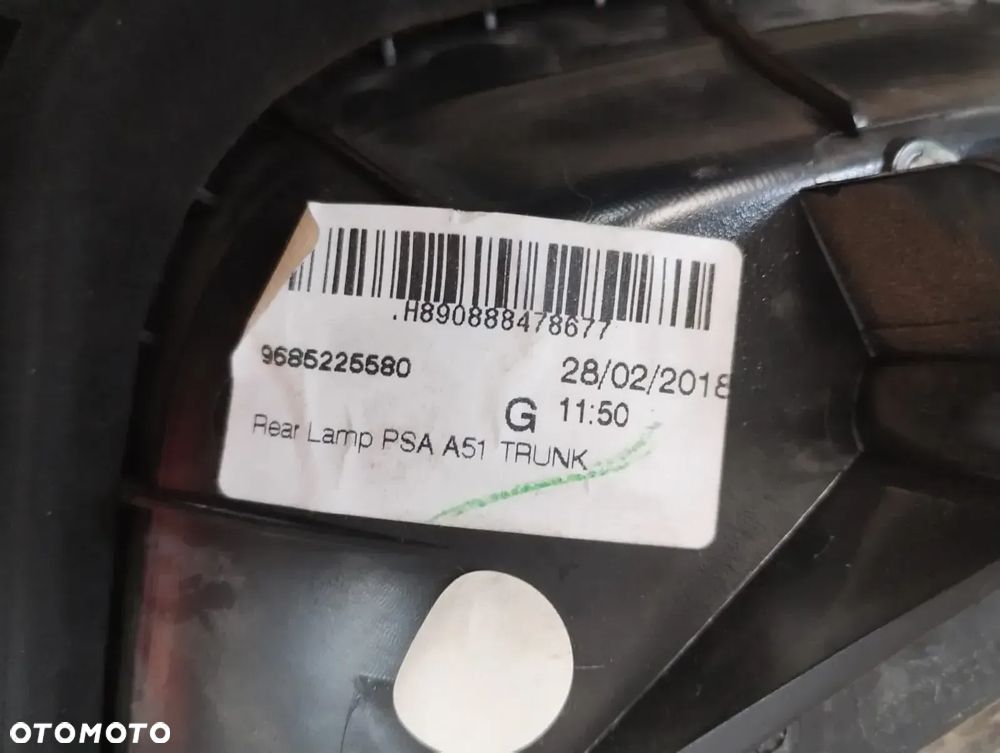 .H890888478677
9685225580
28/02/2018
G 11:50
Rear Lamp PSA A51 TRUNK
OTOMOTO